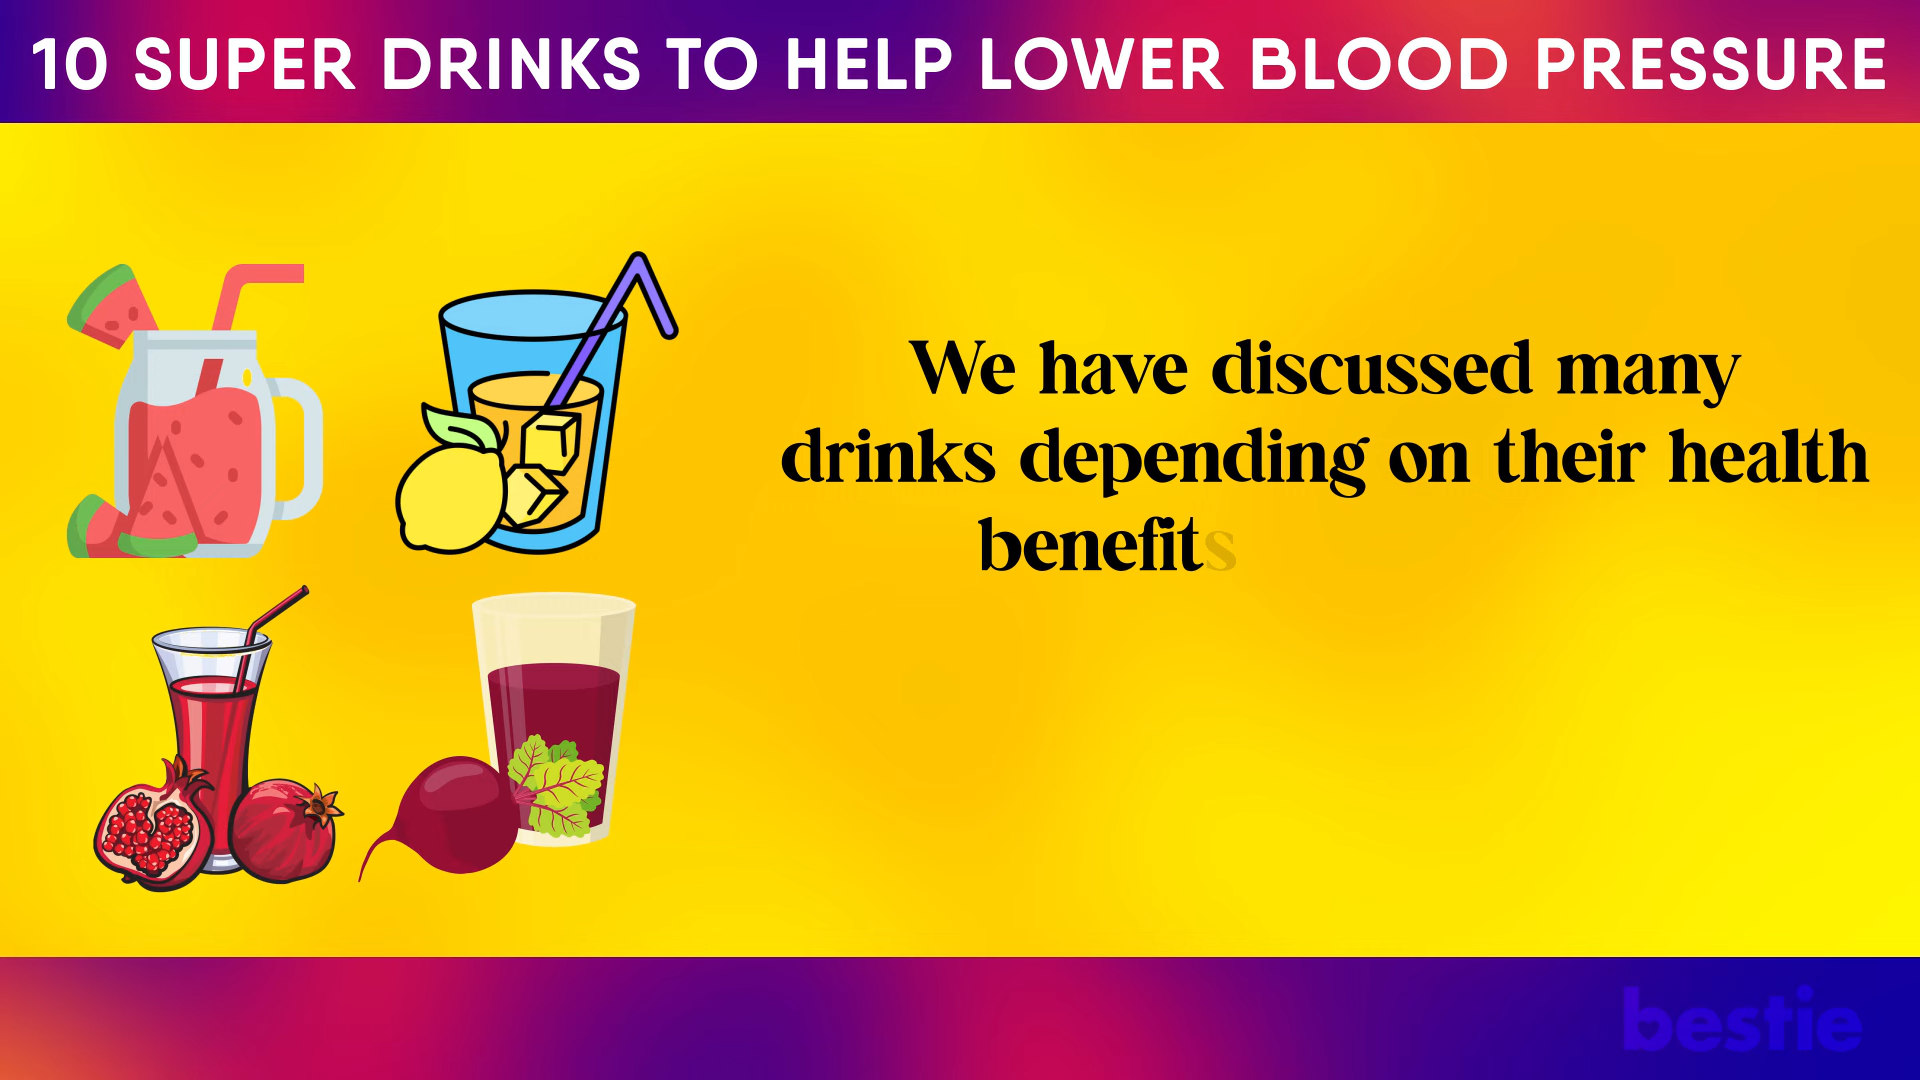 10 SUPER DRINKS TO HELP LOWER BLOOD PRESSURE
We have discussed many
drinks depending on their health
benefits
bestie